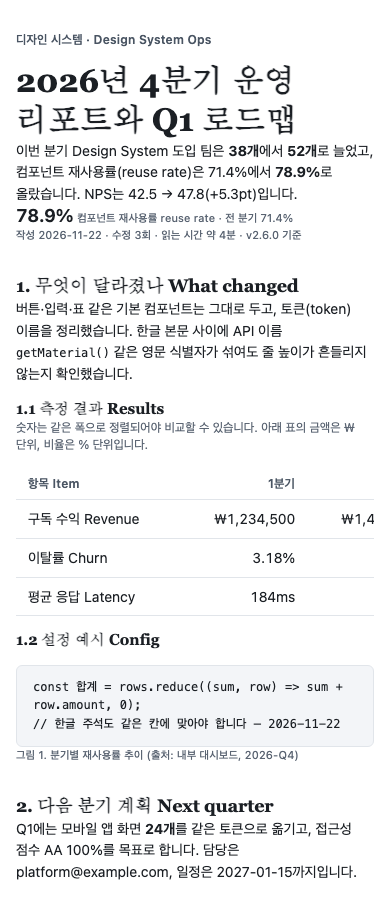 디자인 시스템 · Design System Ops
2026년 4분기 운영
리포트와 Q1 로드맵
이번 분기 Design System 도입 팀은 38개에서 52개로 늘었고,
컴포넌트 재사용률(reuse rate)은 71.4%에서 78.9%로
올랐습니다. NPS는 42.5 → 47.8(+5.3pt)입니다.
78.9% 컴포넌트 재사용률 reuse rate · 전 분기 71.4%
작성 2026-11-22 · 수정 3회 · 읽는 시간 약 4분 · v2.6.0 기준
1. 무엇이 달라졌나 What changed
버튼·입력·표 같은 기본 컴포넌트는 그대로 두고, 토큰(token)
이름을 정리했습니다. 한글 본문 사이에 API 이름
getMaterial() 같은 영문 식별자가 섞여도 줄 높이가 흔들리지
않는지 확인했습니다.
1.1 측정 결과 Results
숫자는 같은 폭으로 정렬되어야 비교할 수 있습니다. 아래 표의 금액은 ₩
단위, 비율은 % 단위입니다.
항목 Item 1분기
구독 수익 Revenue ₩1,234,500 ₩1,4
이탈률 Churn 3.18%
평균 응답 Latency 184ms
1.2 설정 예시 Config
const 합계 = rows.reduce((sum, row) => sum +
row.amount, 0);
// 한글 주석도 같은 칸에 맞아야 합니다 — 2026-11-22
그림 1. 분기별 재사용률 추이 (출처: 내부 대시보드, 2026-Q4)
2. 다음 분기 계획 Next quarter
Q1에는 모바일 앱 화면 24개를 같은 토큰으로 옮기고, 접근성
점수 AA 100%를 목표로 합니다. 담당은
platform@example.com, 일정은 2027-01-15까지입니다.